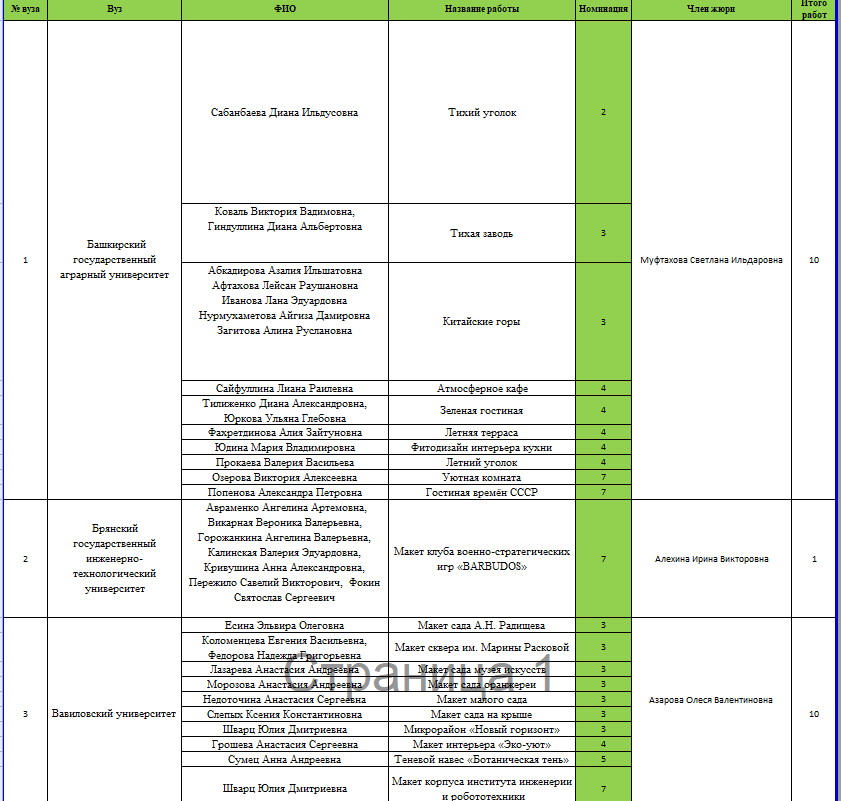 № вуза Вуз ФИО Название работы Номинация Член жюри Итого
работ
Сабанбаева Диана Ильдусовна Тихий уголок 2
Коваль Виктория Вадимовна,
Гиндуллина Диана Альбертовна
Тихая заводь 3
1
Башкирский
государственный
аграрный университет
Муфтахова Светлана Ильдаровна 10
Абкадирова Азалия Ильшатовна
Афтахова Лейсан Раушановна
Иванова Лана Эдуардовна
Нурмухаметова Айгиза Дамировна
Загитова Алина Руслановна
Китайские горы 3
Сайфуллина Лиана Раилевна Атмосферное кафе 4
Тилиженко Диана Александровна,
Юркова Ульяна Глебовна
Зеленая гостиная 4
Фахретдинова Алия Зайтуновна Летняя терраса 4
Юдина Мария Владимировна Фитодизайн интерьера кухни 4
Прокаева Валерия Васильева Летний уголок 4
Озерова Виктория Алексеевна Уютная комната 7
Попенова Александра Петровна Гостиная времён СССР 7
2
Брянский
государственный
инженерно-
технологический
университет
Авраменко Ангелина Артемовна,
Викарная Вероника Валерьевна,
Горожанкина Ангелина Валерьевна,
Калинская Валерия Эдуардовна,
Кривушина Анна Александровна,
Пережило Савелий Викторович, Фокин
Святослав Сергеевич
Макет клуба военно-стратегических
игр «BARBUDOS»
7 Алехина Ирина Викторовна 1
Есина Эльвира Олеговна Макет сада А.Н. Радищева 3
Коломенцева Евгения Васильевна,
Федорова Надежда Григорьевна
Макет сквера им. Марины Расковой 3
Лазарева Анастасия Андреевна Макет сада музея искусств 3
Страница 1
Морозова Анастасия Андреевна Макет сада оранжереи 3
Недоточина Анастасия Сергеевна Макет малого сада 3
Азарова Олеся Валентиновна
3 Вавиловский университет Слепых Ксения Константиновна Макет сада на крыше 3 10
Шварц Юлия Дмитриевна Микрорайон «Новый горизонт» 3
Грошева Анастасия Сергеевна Макет интерьера «Эко-уют» 4
Сумец Анна Андреевна Теневой навес «Ботаническая тень» 5
Шварц Юлия Дмитриевна
Макет корпуса института инженерии
и робототехники
7